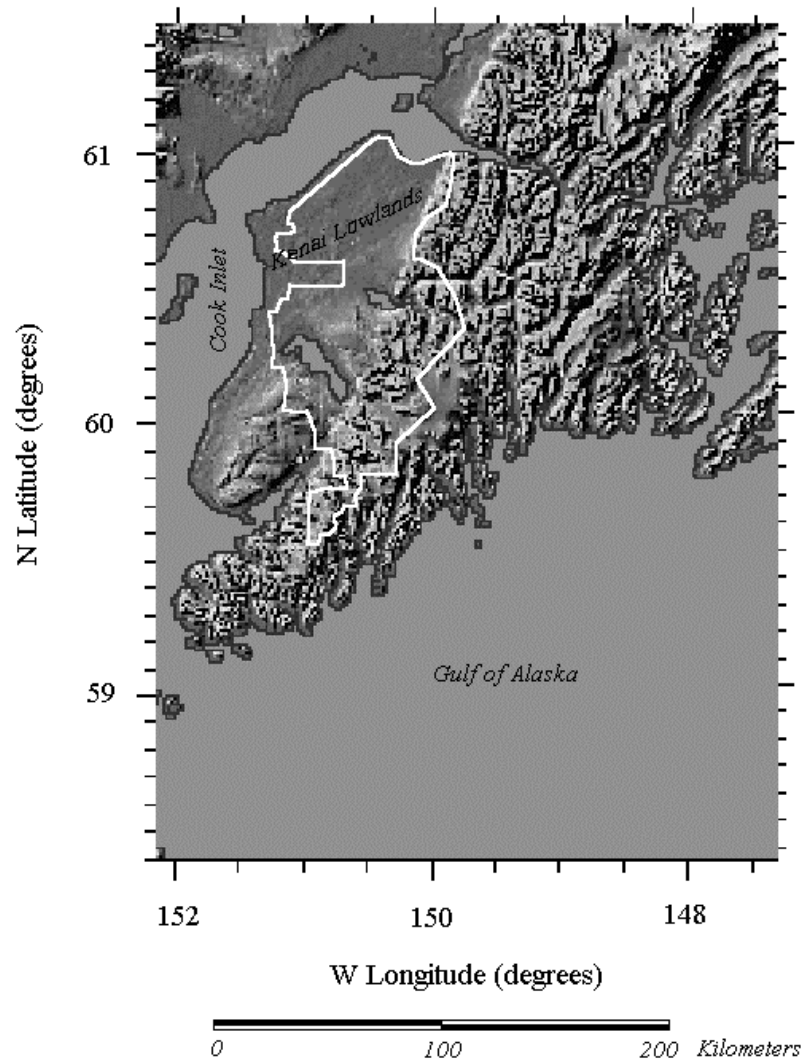 61
Kenai Lowlands
Cook Inlet
N Latitude (degrees)
60
59
Gulf of Alaska
152
150
148
W Longitude (degrees)
0
100
200
Kilometers